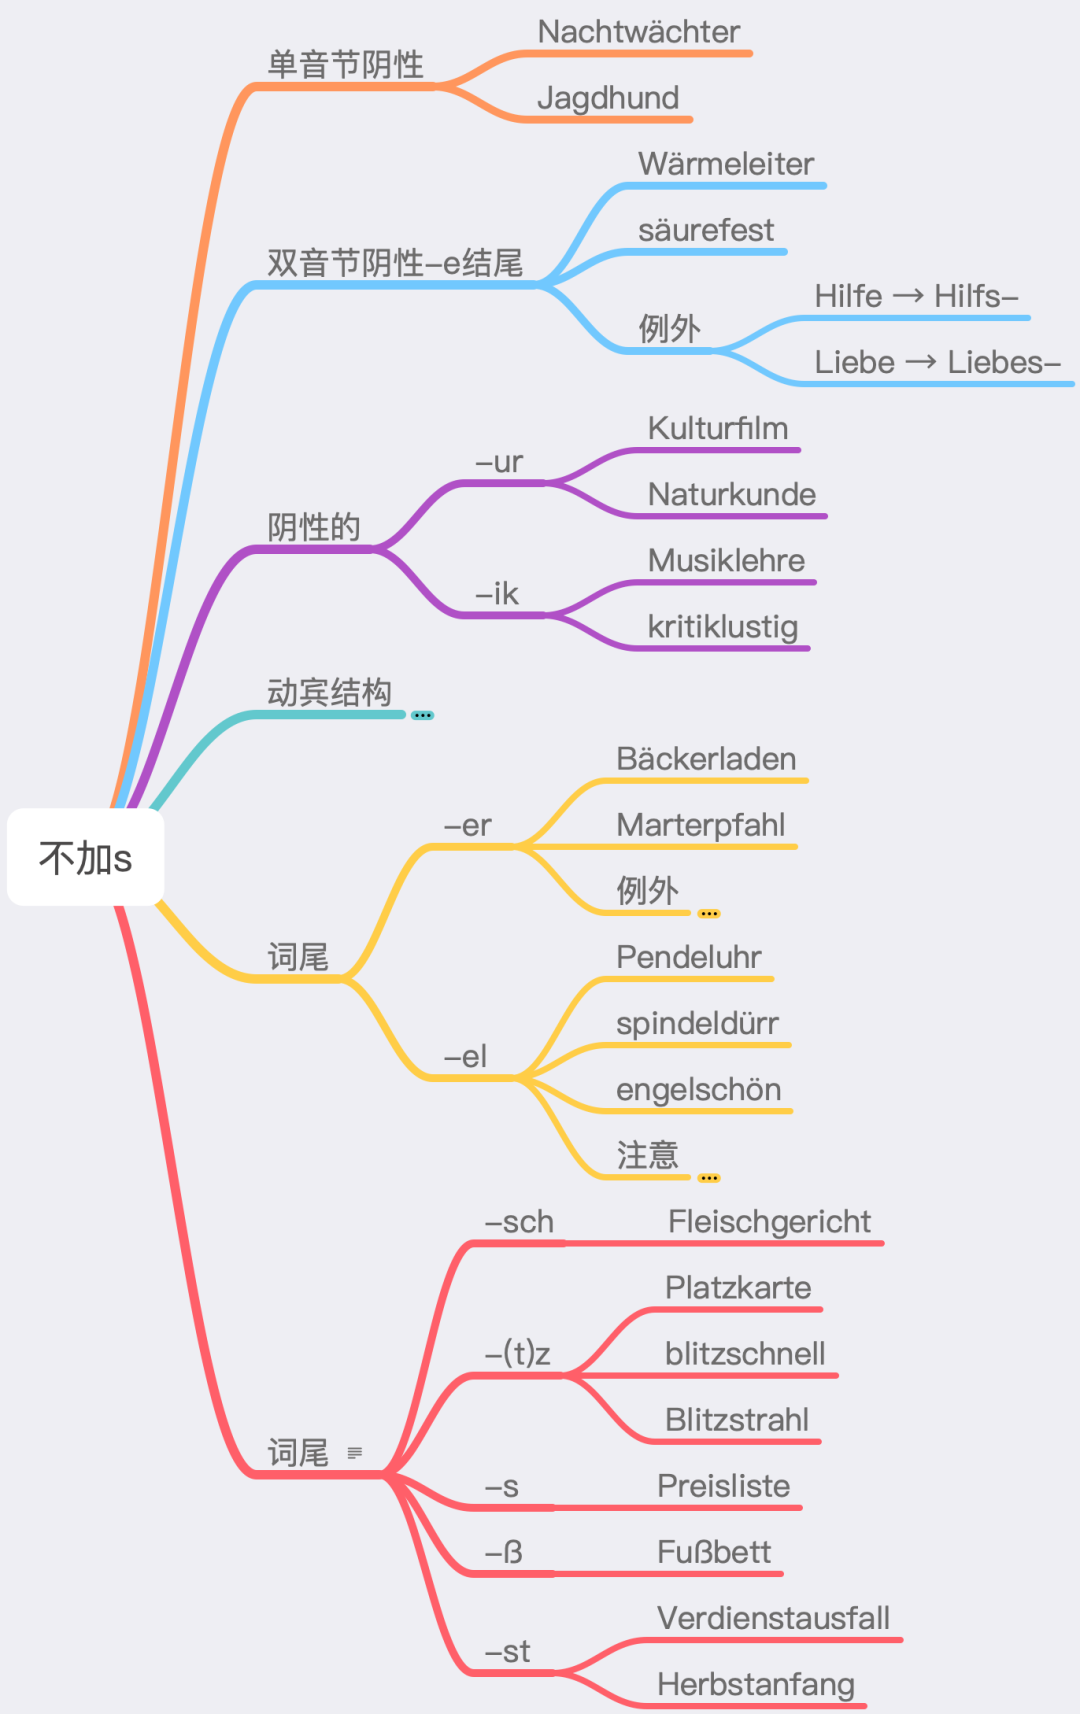 不加s
单音节阴性
Nachtwächter
Jagdhund
双音节阴性-e结尾
Wärmeleiter
säurefest
例外
Hilfe → Hilfs-
Liebe → Liebes-
阴性的
-ur
Kulturfilm
Naturkunde
-ik
Musiklehre
kritiklustig
动宾结构
词尾
-er
Bäckerladen
Marterpfahl
例外
-el
Pendeluhr
spindeldürr
engelschön
注意
词尾
-sch
Fleischgericht
-(t)z
Platzkarte
blitzschnell
Blitzstrahl
-s
Preisliste
-ß
Fußbett
-st
Verdienstausfall
Herbstanfang